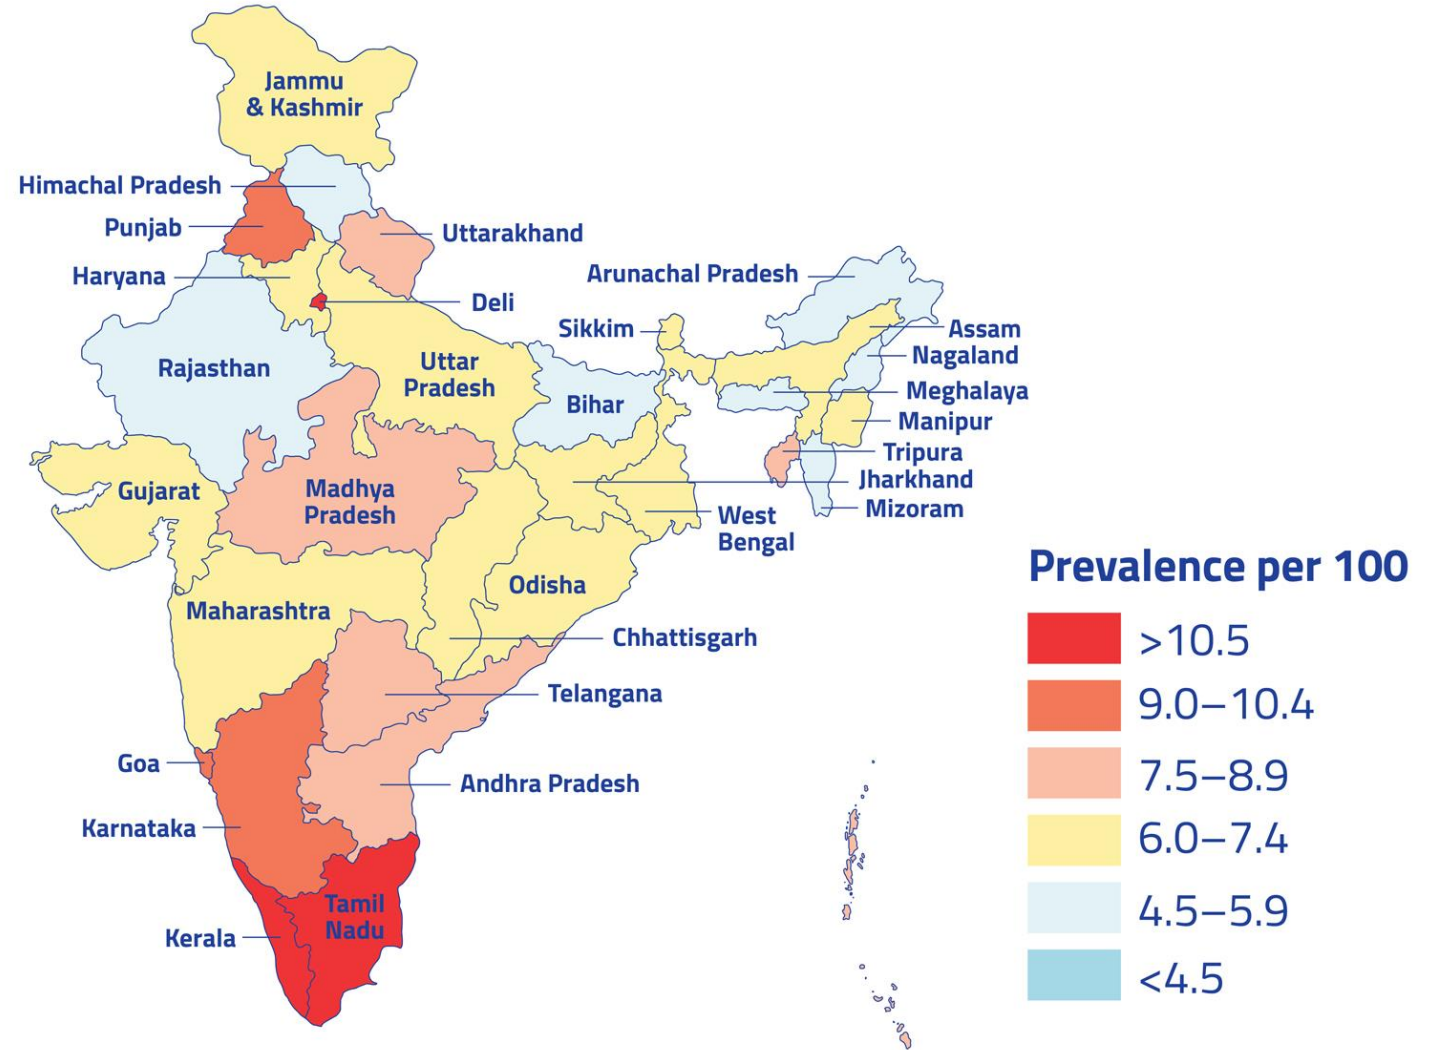 Jammu
& Kashmir
Himachal Pradesh
Punjab
Uttarakhand
Haryana
Arunachal Pradesh
Deli
Sikkim
Assam
Nagaland
Rajasthan
Uttar
Pradesh
Bihar
Meghalaya
Manipur
Tripura
Jharkhand
Mizoram
Gujarat
Madhya
Pradesh
West
Bengal
Odisha
Maharashtra
Chhattisgarh
Telangana
Goa
Andhra Pradesh
Karnataka
Tamil
Nadu
Kerala
Prevalence per 100
>10.5
9.0–10.4
7.5–8.9
6.0–7.4
4.5–5.9
<4.5